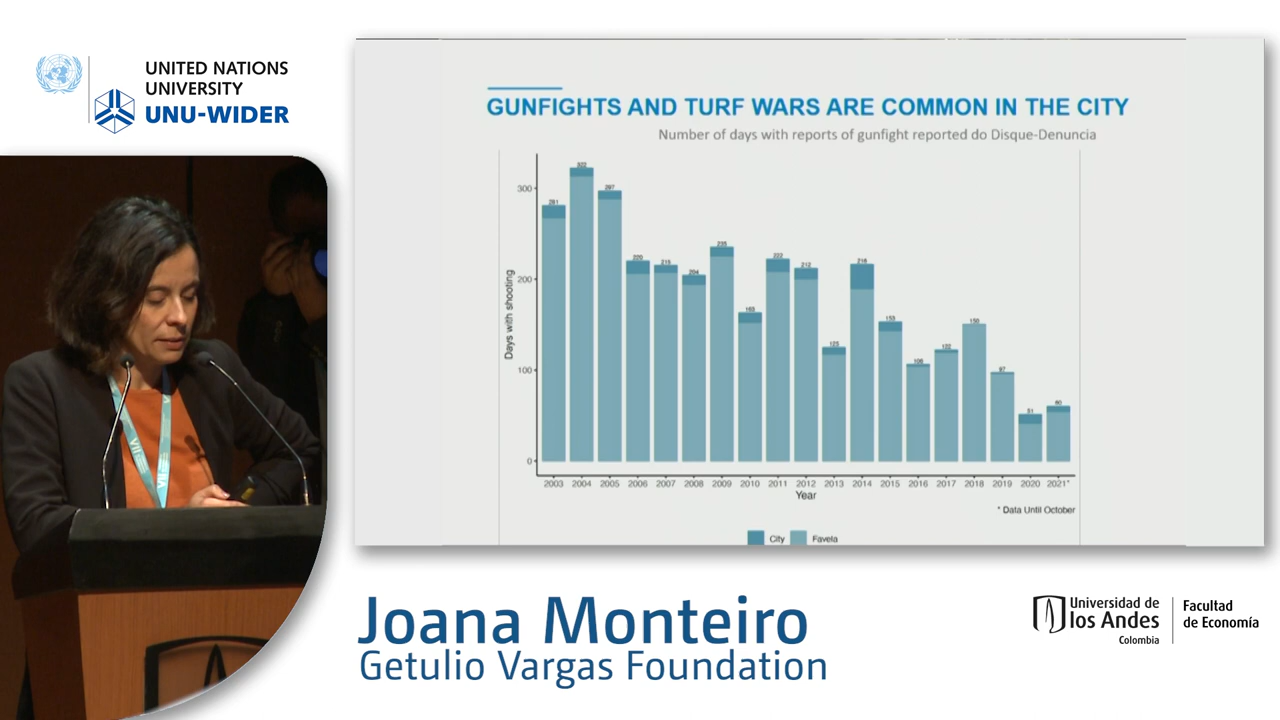 UNITED NATIONS
UNIVERSITY
UNU-WIDER
GUNFIGHTS AND TURF WARS ARE COMMON IN THE CITY
Number of days with reports of gunfight reported do Disque-Denuncia
Days with shooting
300
200
100
0
281
322
297
220
215
204
235
163
222
212
125
216
153
106
122
150
97
51
60
2003 2004 2005 2006 2007 2008 2009 2010 2011 2012 2013 2014 2015 2016 2017 2018 2019 2020 2021*
Year
* Data Until October
City Favela
VII
VII
Joana Monteiro
Getulio Vargas Foundation
Universidad de
los Andes
Colombia
Facultad
de Economía